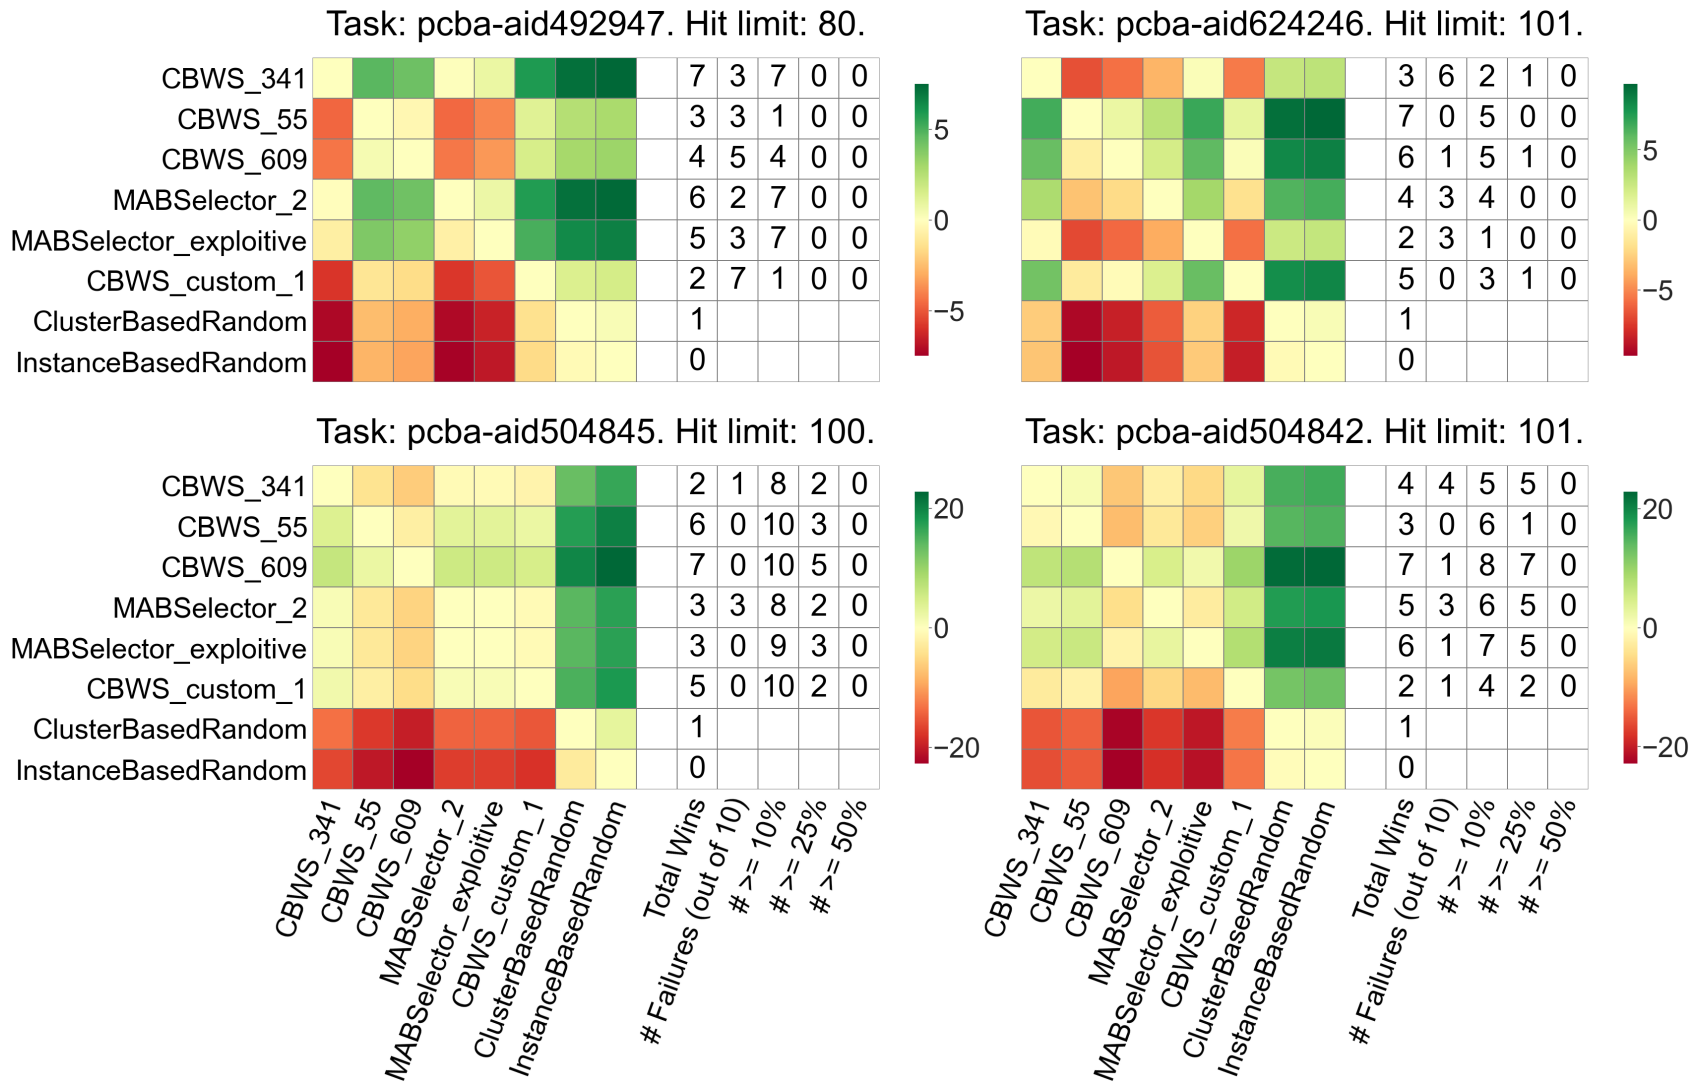 Task: pcba-aid492947. Hit limit: 80.
CBWS_341 7 3 7 0 0
CBWS_55 3 3 1 0 0
CBWS_609 4 5 4 0 0
MABSelector_2 6 2 7 0 0
MABSelector_exploitive 5 3 7 0 0
CBWS_custom_1 2 7 1 0 0
ClusterBasedRandom 1
InstanceBasedRandom 0
5
0
−5
Task: pcba-aid624246. Hit limit: 101.
3 6 2 1 0
7 0 5 0 0
6 1 5 1 0
4 3 4 0 0
2 3 1 0 0
5 0 3 1 0
1
0
5
0
−5
Task: pcba-aid504845. Hit limit: 100.
CBWS_341 2 1 8 2 0
CBWS_55 6 0 10 3 0
CBWS_609 7 0 10 5 0
MABSelector_2 3 3 8 2 0
MABSelector_exploitive 3 0 9 3 0
CBWS_custom_1 5 0 10 2 0
ClusterBasedRandom 1
InstanceBasedRandom 0
20
0
−20
CBWS_341
CBWS_55
CBWS_609
MABSelector_2
MABSelector_exploitive
CBWS_custom_1
ClusterBasedRandom
InstanceBasedRandom
Total Wins
# Failures (out of 10)
# >= 10%
# >= 25%
# >= 50%
Task: pcba-aid504842. Hit limit: 101.
4 4 5 5 0
3 0 6 1 0
7 1 8 7 0
5 3 6 5 0
6 1 7 5 0
2 1 4 2 0
1
0
20
0
−20
CBWS_341
CBWS_55
CBWS_609
MABSelector_2
MABSelector_exploitive
CBWS_custom_1
ClusterBasedRandom
InstanceBasedRandom
Total Wins
# Failures (out of 10)
# >= 10%
# >= 25%
# >= 50%